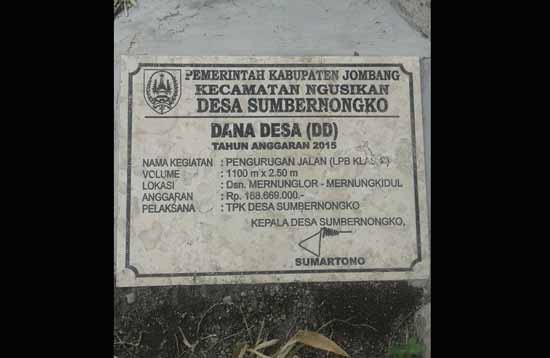 PEMERINTAH KABUPATEN JOMBANG
KECAMATAN NGUSIKAN
DESA SUMBERNONGKO
DANA DESA (DD)
TAHUN ANGGARAN 2015
NAMA KEGIATAN : PENGURUGAN JALAN (LPB
VOLUME : 1100 m x 2.50 m
LOKASI : Dsn. MERNUNGLOR - MERNUNGKIDUL
ANGGARAN : Rp. 168.669.000.-
PELAKSANA : TPK DESA SUMBERNONGKO
KEPALA DESA SUMBERNONGKO,
SUMARTONO